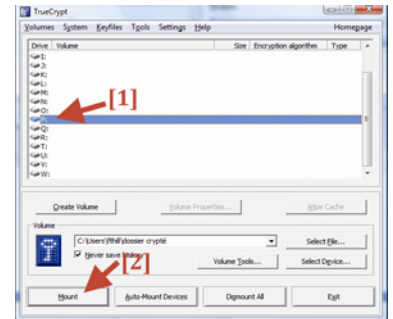 TrueCrypt
Volumes System Keyfiles Tools Settings Help Homepage
Drive Volume Size Encryption algorithm Type
I:
J:
K:
L:
M:
N:
O:
P:
Q:
R:
T:
U:
V:
W:
[1]
Create Volume Volume Properties... Wipe Cache
Volume
C:\Users\fthill\dossier crypté Select File...
Never save history Volume Tools... Select Device...
[2]
Mount Auto-Mount Devices Dismount All Exit